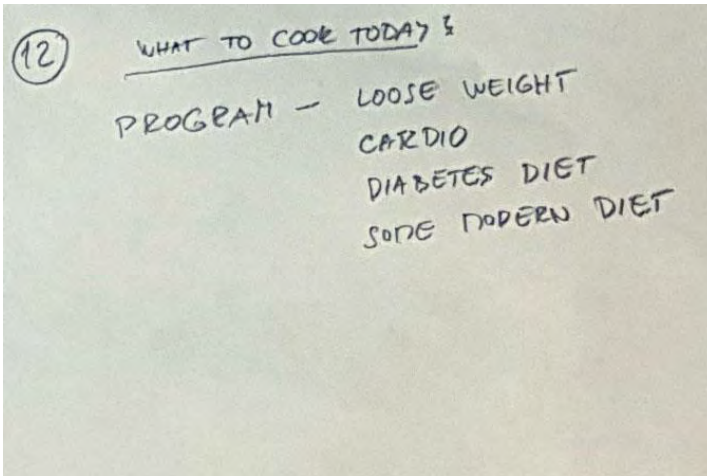 12 WHAT TO COOK TODAY ?
PROGRAM – LOOSE WEIGHT
CARDIO
DIABETES DIET
SOME MODERN DIET